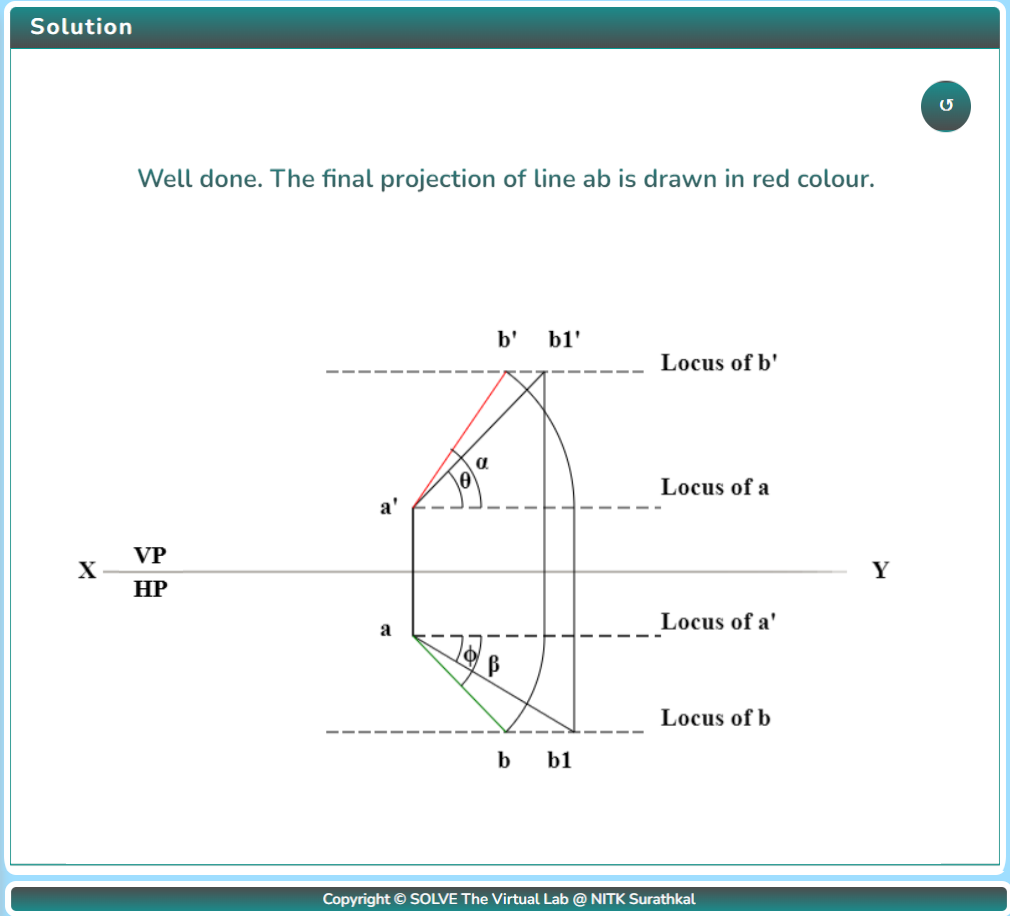 Solution
↺
Well done. The final projection of line ab is drawn in red colour.
b' b1'
Locus of b'
α
θ
Locus of a
a'
VP
X Y
HP
Locus of a'
a
ϕ β
Locus of b
b b1
Copyright © SOLVE The Virtual Lab @ NITK Surathkal